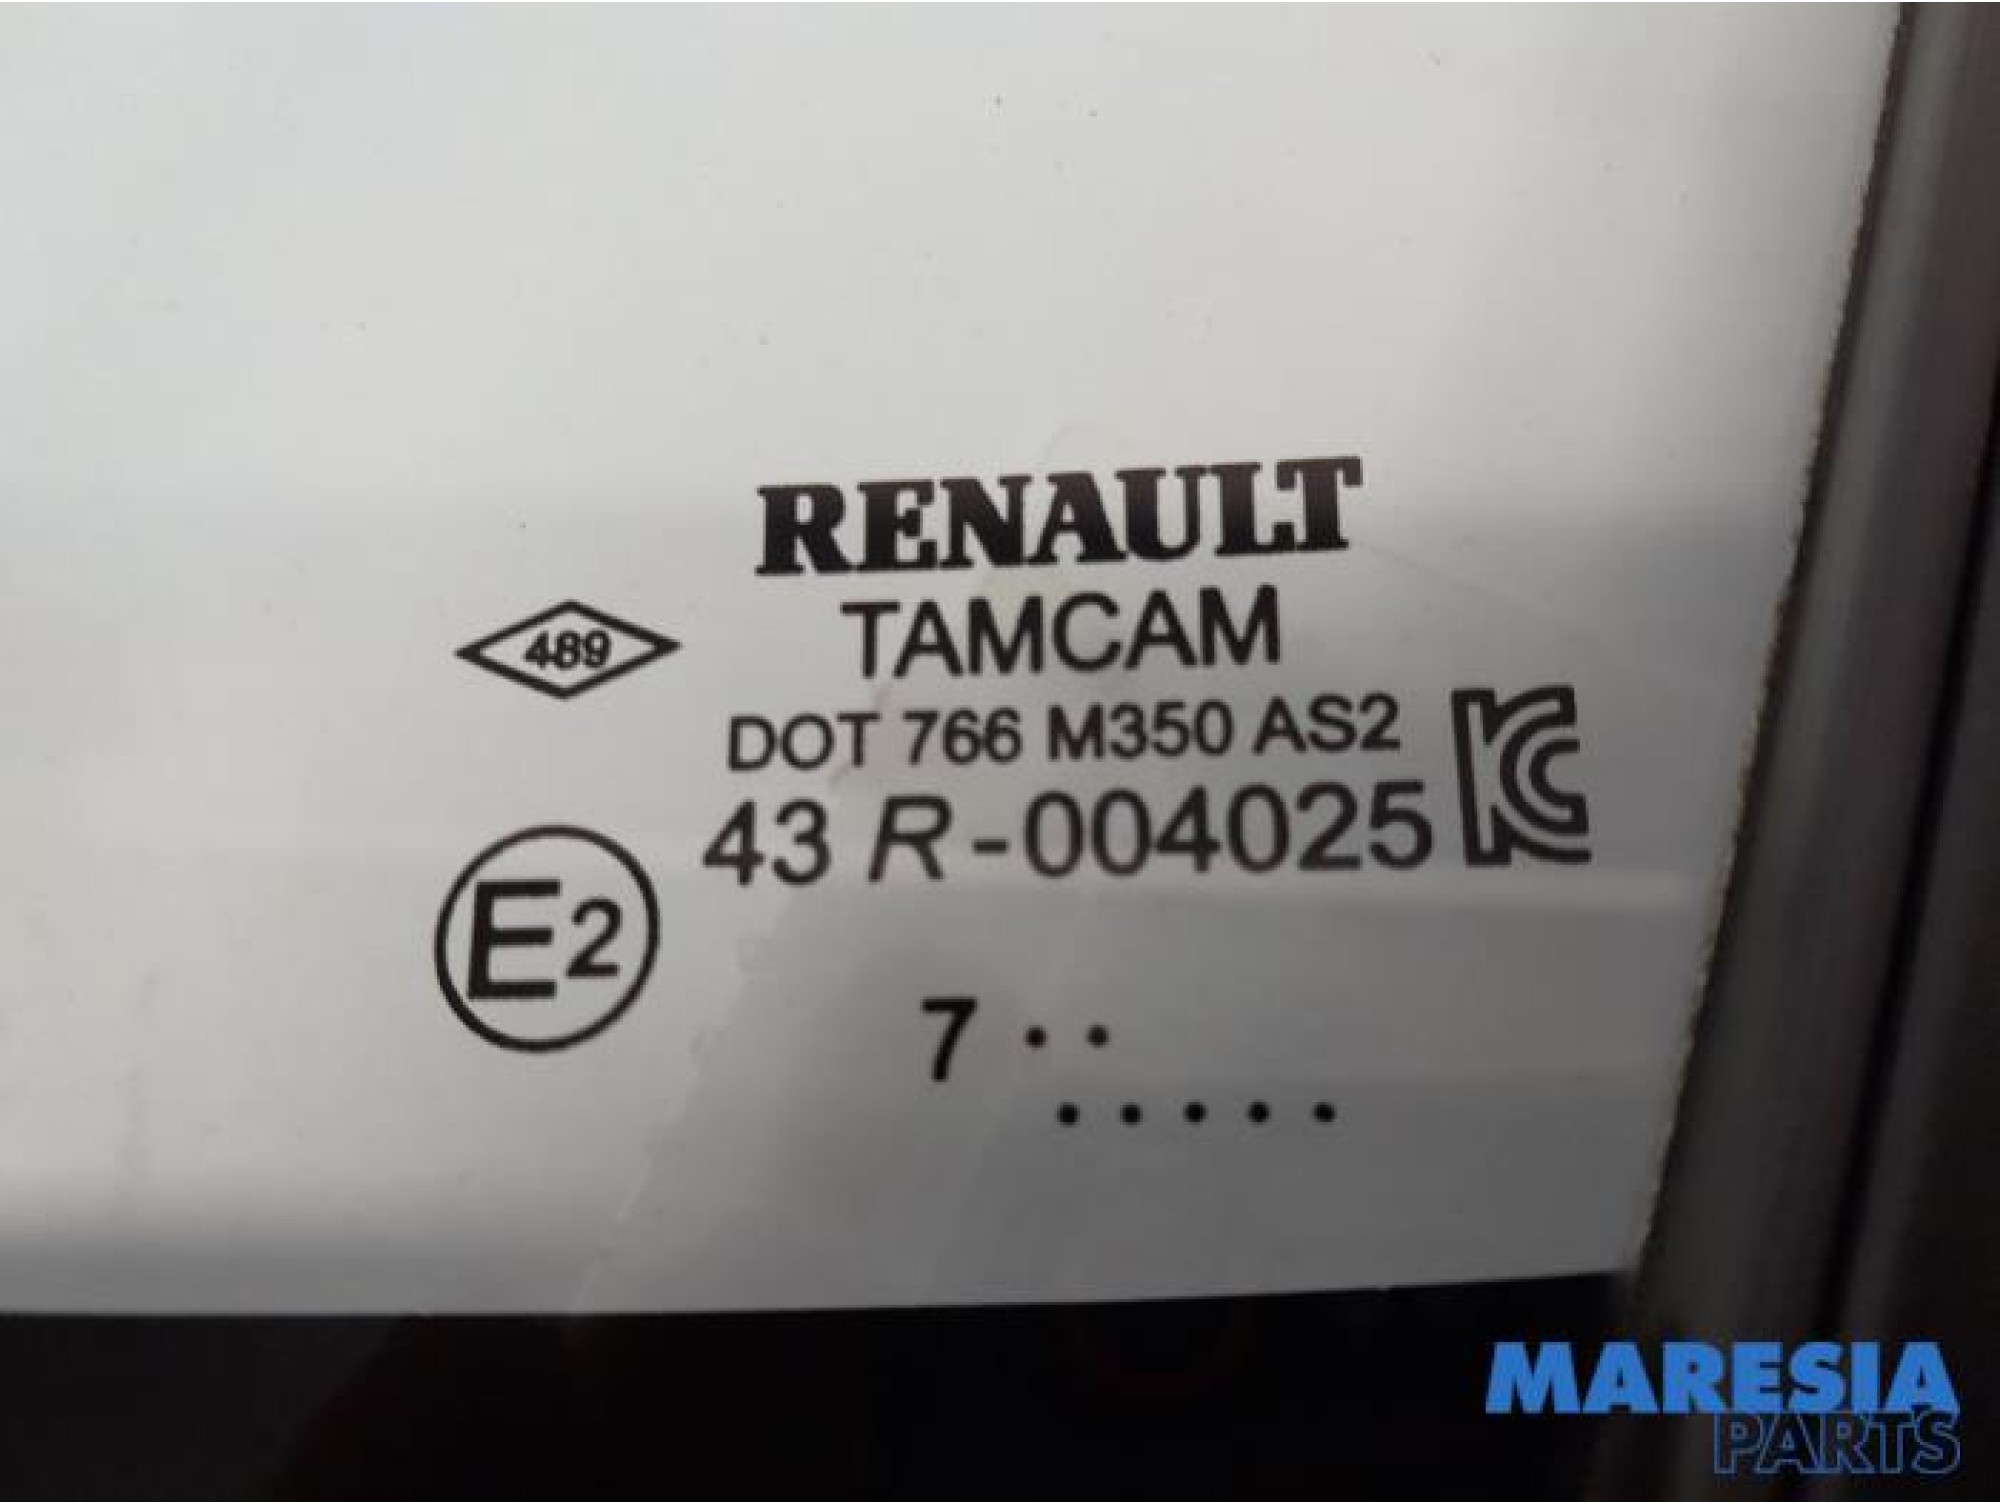 RENAULT
489
TAMCAM
DOT 766 M350 AS2
43 R-004025
E2
7 ..
.....
MARESIA
PARTS